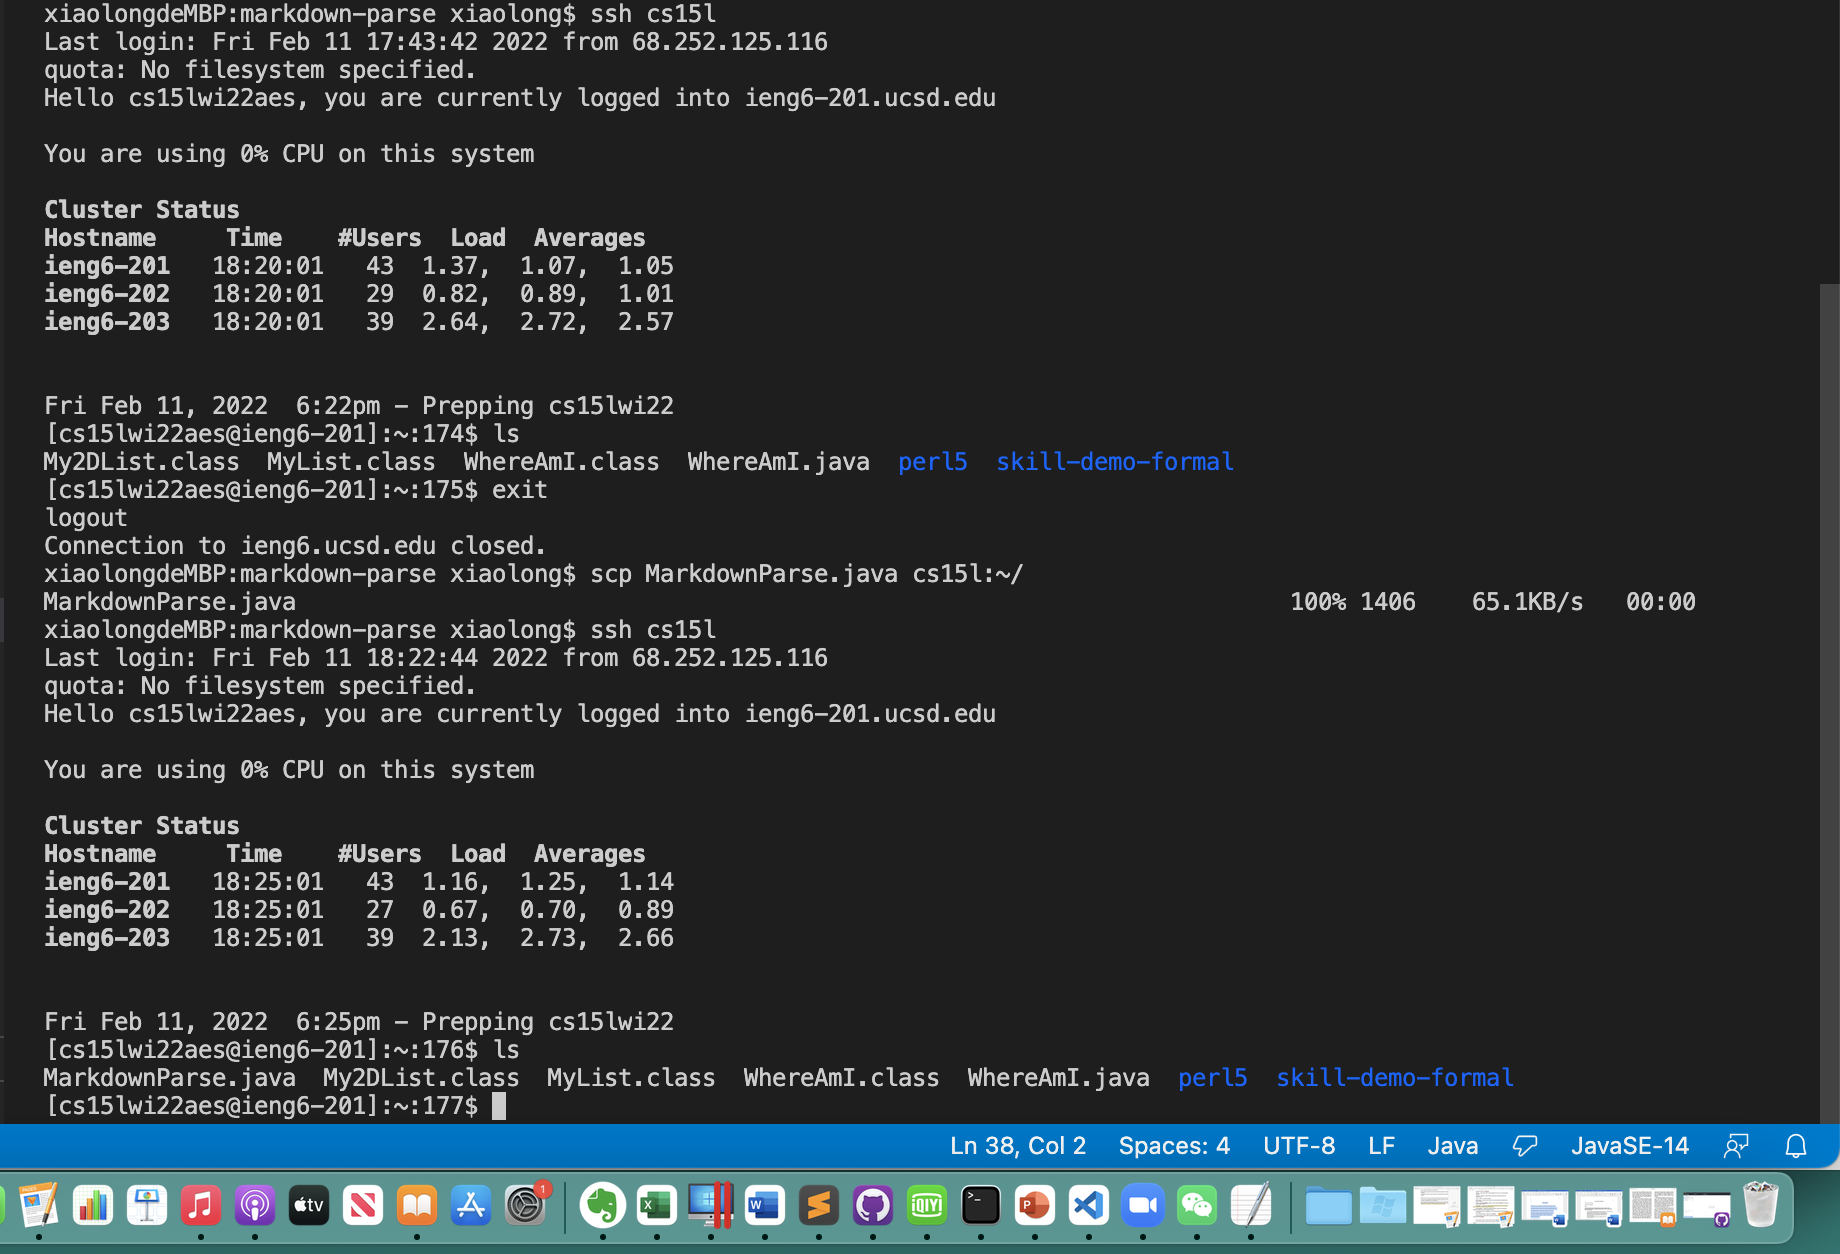 xiaolongdeMBP:markdown-parse xiaolong$ ssh cs15l
Last login: Fri Feb 11 17:43:42 2022 from 68.252.125.116
quota: No filesystem specified.
Hello cs15lwi22aes, you are currently logged into ieng6-201.ucsd.edu
You are using 0% CPU on this system
Cluster Status
Hostname     Time    #Users  Load  Averages
ieng6-201   18:20:01   43  1.37,  1.07,  1.05
ieng6-202   18:20:01   29  0.82,  0.89,  1.01
ieng6-203   18:20:01   39  2.64,  2.72,  2.57
Fri Feb 11, 2022  6:22pm - Prepping cs15lwi22
[cs15lwi22aes@ieng6-201]:~:174$ ls
My2DList.class  MyList.class  WhereAmI.class  WhereAmI.java  perl5  skill-demo-formal
[cs15lwi22aes@ieng6-201]:~:175$ exit
logout
Connection to ieng6.ucsd.edu closed.
xiaolongdeMBP:markdown-parse xiaolong$ scp MarkdownParse.java cs15l:~/
MarkdownParse.java 100% 1406 65.1KB/s 00:00
xiaolongdeMBP:markdown-parse xiaolong$ ssh cs15l
Last login: Fri Feb 11 18:22:44 2022 from 68.252.125.116
quota: No filesystem specified.
Hello cs15lwi22aes, you are currently logged into ieng6-201.ucsd.edu
You are using 0% CPU on this system
Cluster Status
Hostname     Time    #Users  Load  Averages
ieng6-201   18:25:01   43  1.16,  1.25,  1.14
ieng6-202   18:25:01   27  0.67,  0.70,  0.89
ieng6-203   18:25:01   39  2.13,  2.73,  2.66
Fri Feb 11, 2022  6:25pm - Prepping cs15lwi22
[cs15lwi22aes@ieng6-201]:~:176$ ls
MarkdownParse.java  My2DList.class  MyList.class  WhereAmI.class  WhereAmI.java  perl5  skill-demo-formal
[cs15lwi22aes@ieng6-201]:~:177$
Ln 38, Col 2 Spaces: 4 UTF-8 LF Java JavaSE-14
tv 1 X W iQIYI >_ P